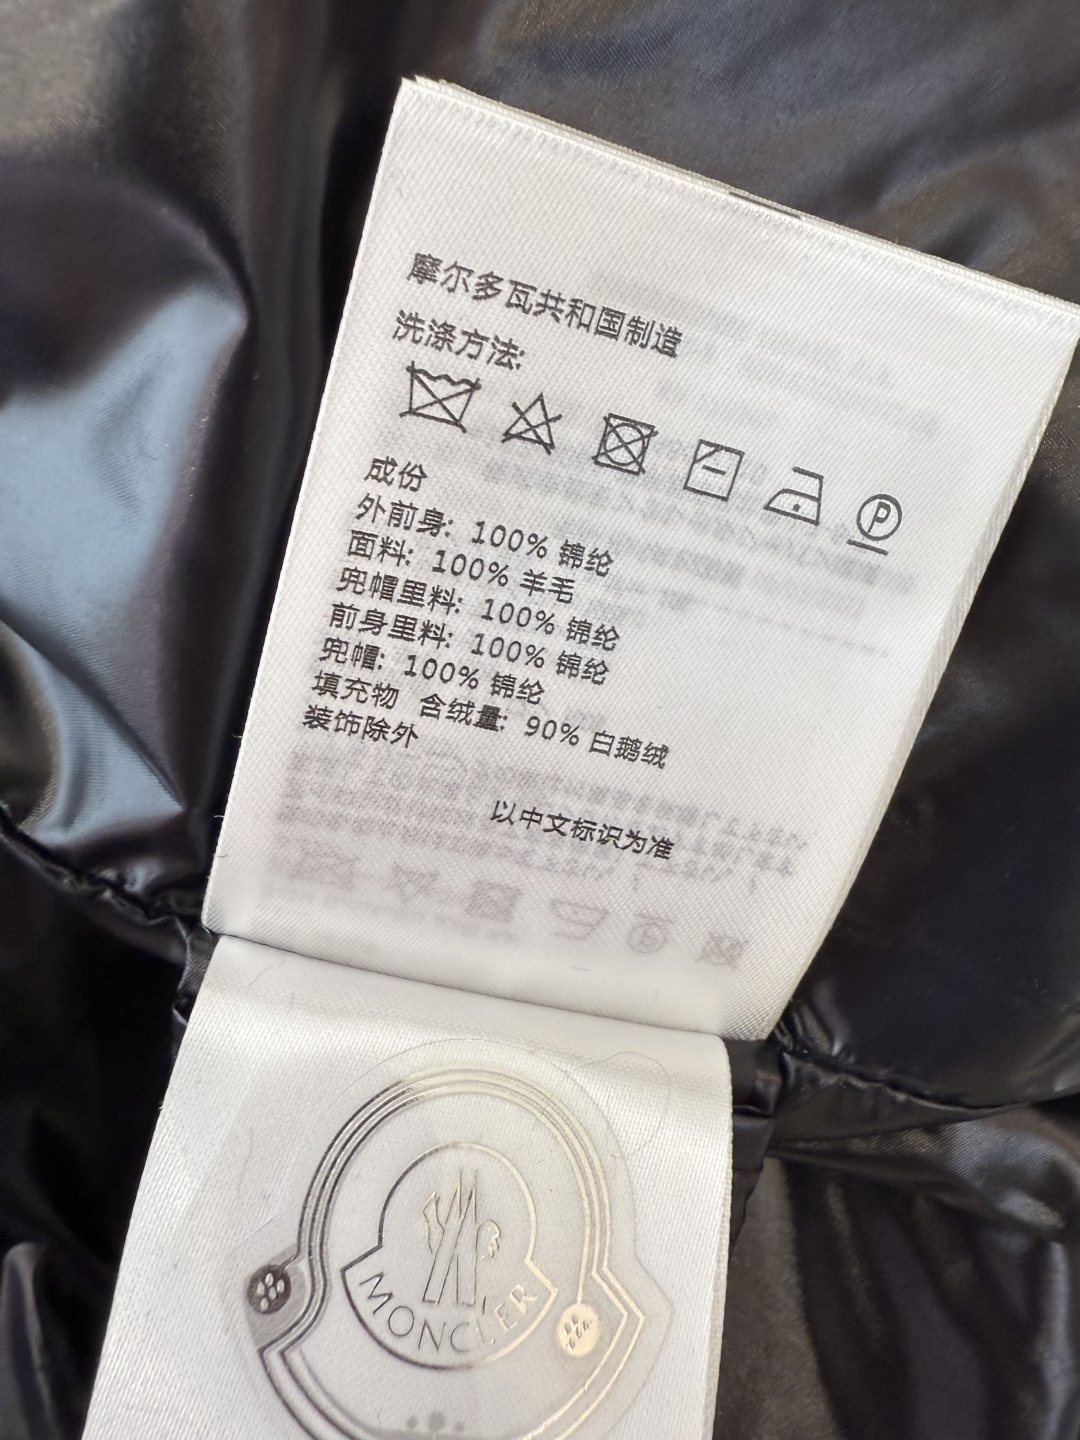 摩尔多瓦共和国制造
洗涤方法:
P
成份
外前身: 100% 锦纶
面料: 100% 羊毛
兜帽里料: 100% 锦纶
前身里料: 100% 锦纶
兜帽: 100% 锦纶
填充物 含绒量: 90% 白鹅绒
装饰除外
以中文标识为准
MONCLER